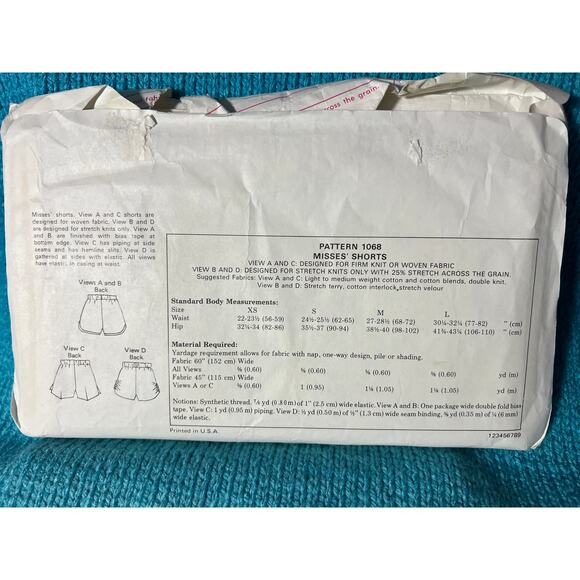 ross the grain.
Misses' shorts. View A and C shorts are
designed for woven fabric. View B and D
are designed for stretch knits only. View A
and B are finished with bias tape at
bottom edge. View C has piping at side
seams and has hemline slits. View D is
gathered at sides with elastic. All views
have elastic in casing at waist.
Views A and B
Back
View C
Back
View D
Back
PATTERN 1068
MISSES' SHORTS
VIEW A AND C: DESIGNED FOR FIRM KNIT OR WOVEN FABRIC
VIEW B AND D: DESIGNED FOR STRETCH KNITS ONLY WITH 25% STRETCH ACROSS THE GRAIN.
Suggested Fabrics: View A and C: Light to medium weight cotton and cotton blends, double knit.
View B and D: Stretch terry, cotton interlock, stretch velour
Standard Body Measurements:
Size XS S M L
Waist 22-23½ (56-59) 24½-25½ (62-65) 27-28½ (68-72) 30¼-32¼ (77-82) " (cm)
Hip 32¼-34 (82-86) 35½-37 (90-94) 38½-40 (98-102) 41¾-43¼ (106-110) " (cm)
Material Required:
Yardage requirement allows for fabric with nap, one-way design, pile or shading.
Fabric 60" (152 cm) Wide
All Views ⅝ (0.60) ⅝ (0.60) ⅝ (0.60) ⅝ (0.60) yd (m)
Fabric 45" (115 cm) Wide
Views A or C ⅝ (0.60) 1 (0.95) 1⅛ (1.05) 1⅛ (1.05) yd (m)
Notions: Synthetic thread. ⅞ yd (0.80m) of 1" (2.5 cm) wide elastic. View A and B: One package wide double fold bias
tape. View C: 1 yd (0.95 m) piping. View D: ½ yd (0.50 m) of ½" (1.3 cm) wide seam binding, ⅜ yd (0.35 m) of ¼ (6 mm)
wide elastic.
Printed in U.S.A.
123456789